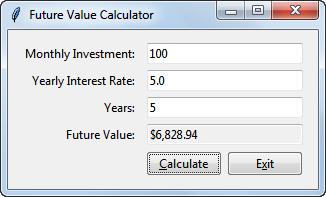 Future Value Calculator
Monthly Investment: 100
Yearly Interest Rate: 5.0
Years: 5
Future Value: $6,828.94
Calculate Exit